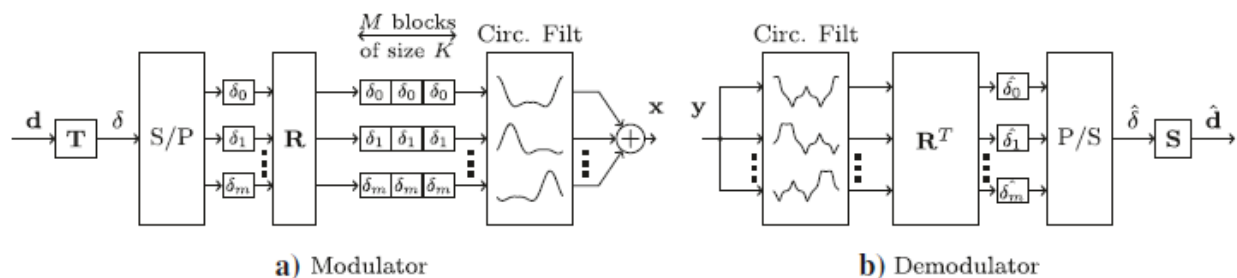 M blocks
of size K
Circ. Filt
d
T
δ
S/P
δ₀
δ₁
δₘ
R
δ₀ δ₀ δ₀
δ₁ δ₁ δ₁
δₘ δₘ δₘ
+
x
a) Modulator
Circ. Filt
y
Rᵀ
δ̂₀
δ̂₁
δ̂ₘ
P/S
δ̂
S
d̂
b) Demodulator